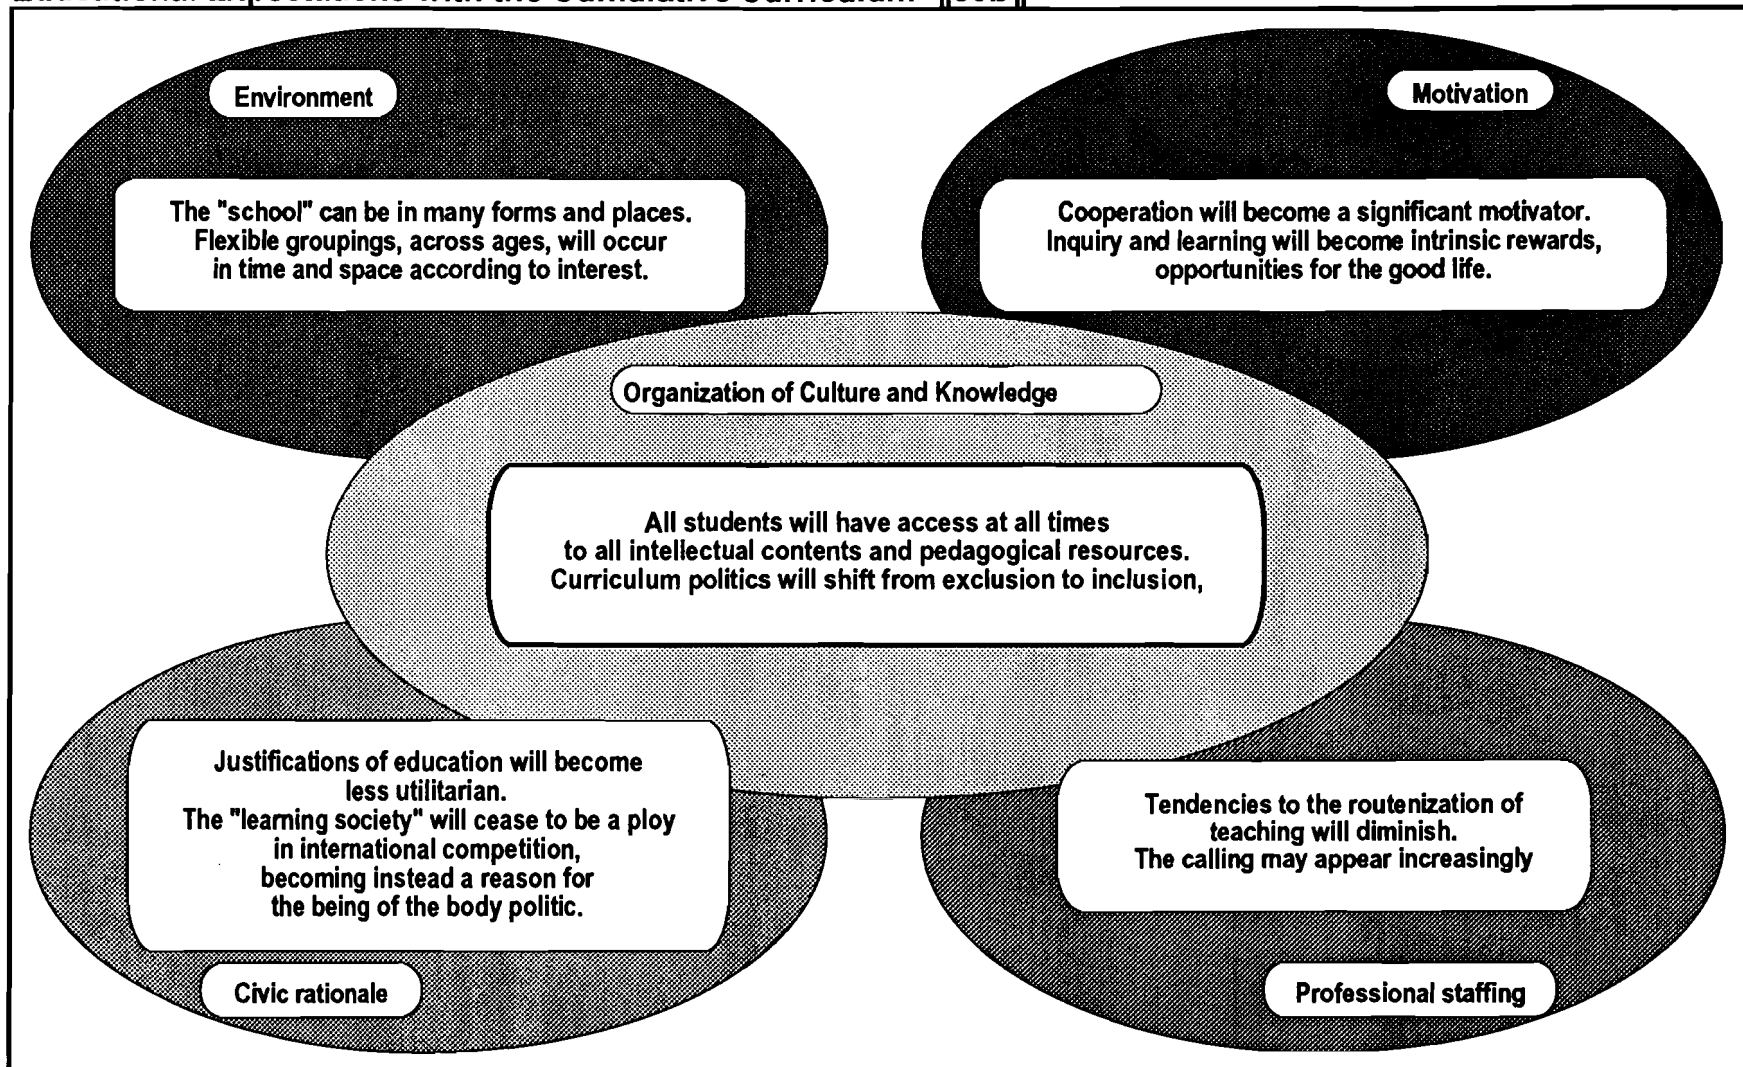 with the Cumulative Curriculum
Environment
The "school" can be in many forms and places.
Flexible groupings, across ages, will occur
in time and space according to interest.
Motivation
Cooperation will become a significant motivator.
Inquiry and learning will become intrinsic rewards,
opportunities for the good life.
Organization of Culture and Knowledge
All students will have access at all times
to all intellectual contents and pedagogical resources.
Curriculum politics will shift from exclusion to inclusion,
Justifications of education will become
less utilitarian.
The "learning society" will cease to be a ploy
in international competition,
becoming instead a reason for
the being of the body politic.
Civic rationale
Tendencies to the routenization of
teaching will diminish.
The calling may appear increasingly
Professional staffing